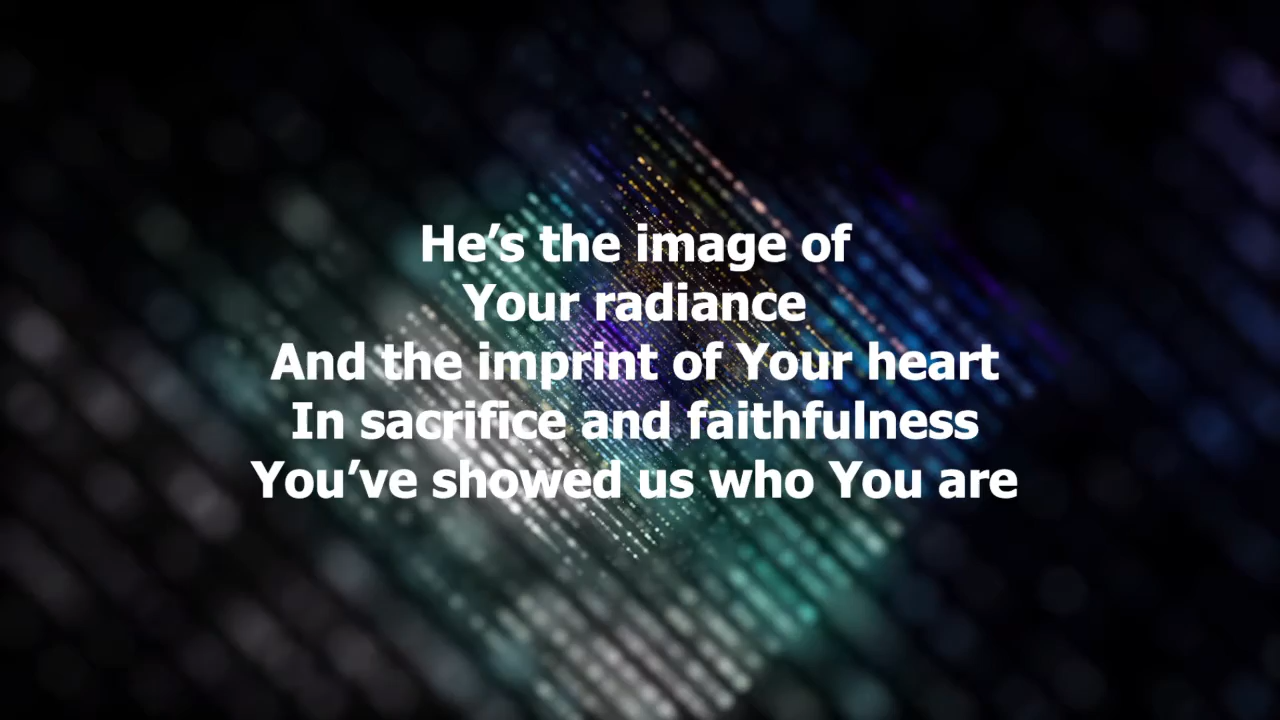 He’s the image of
Your radiance
And the imprint of Your heart
In sacrifice and faithfulness
You’ve showed us who You are